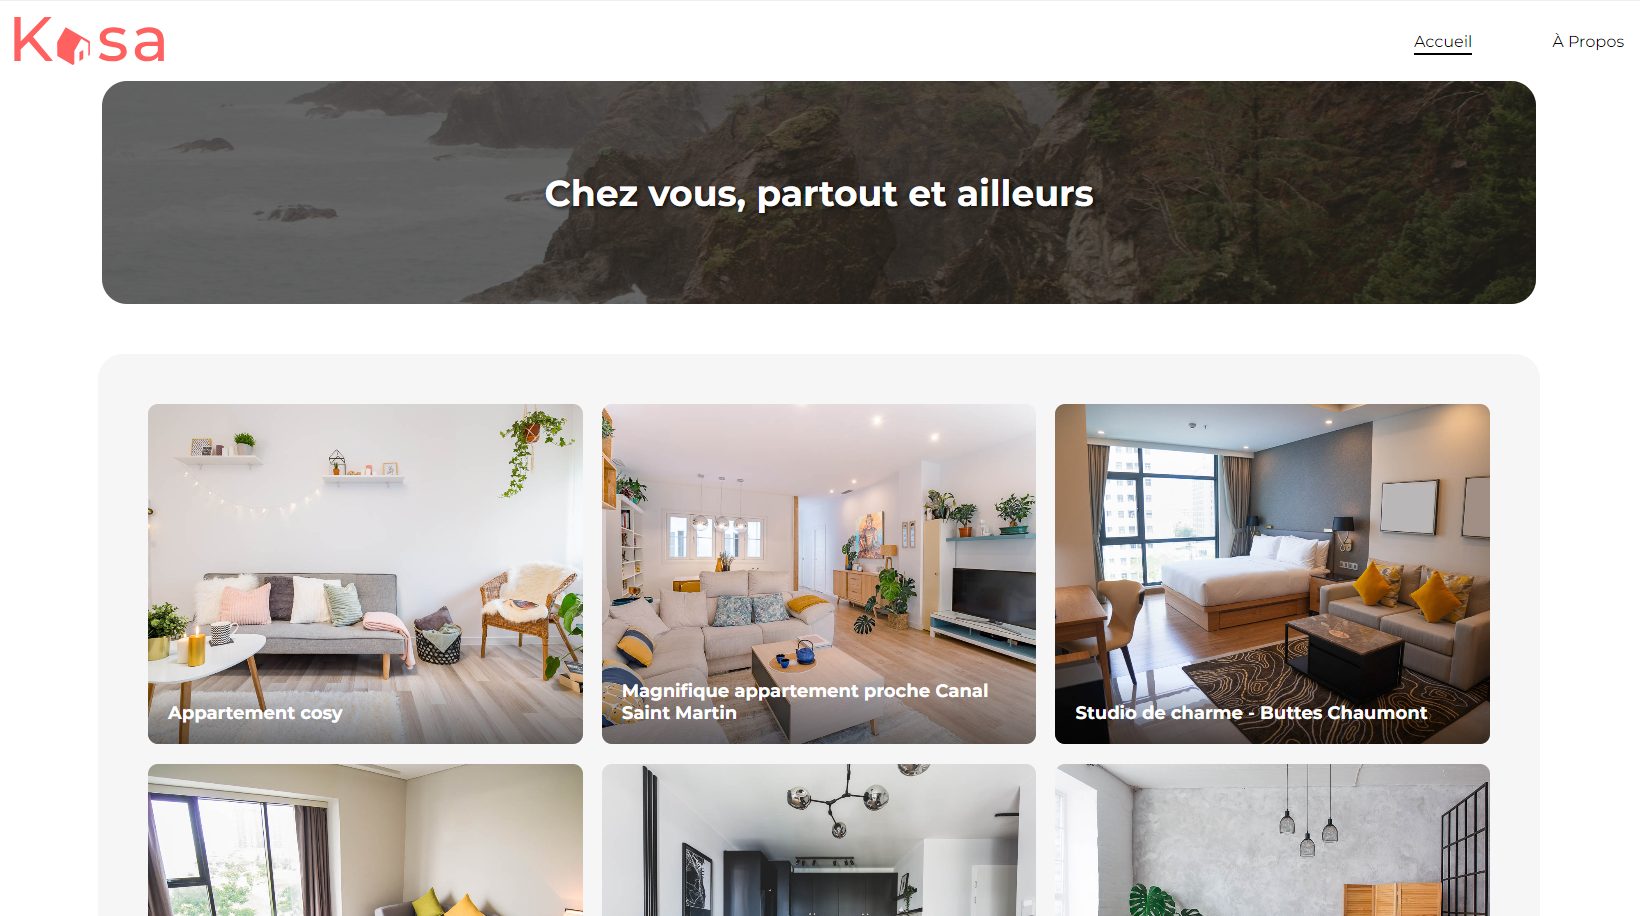 Kasa
Accueil
À Propos
Chez vous, partout et ailleurs
Appartement cosy
Magnifique appartement proche Canal
Saint Martin
Studio de charme - Buttes Chaumont